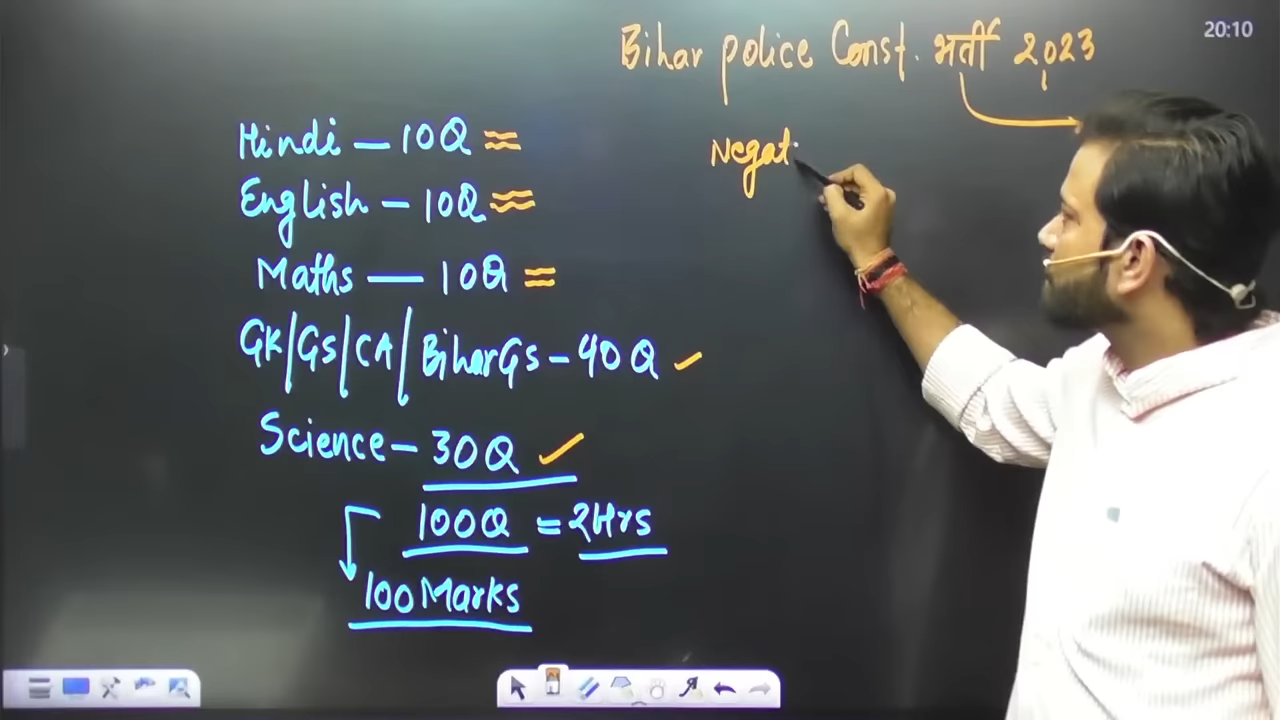 20:10
Bihar police Const. भर्ती 2023
Hindi — 10Q ≈
Negat
English – 10Q ≈
Maths — 10Q =
GK/Gs/CA/BiharGs – 40Q ✓
Science – 30Q ✓
100Q = 2Hrs
100 Marks